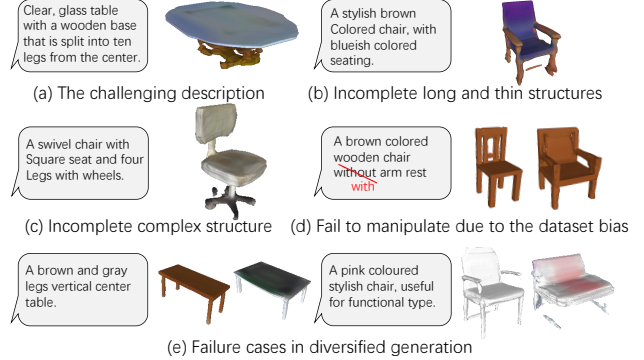 Clear, glass table
with a wooden base
that is split into ten
legs from the center.
(a) The challenging description
A stylish brown
Colored chair, with
blueish colored
seating.
(b) Incomplete long and thin structures
A swivel chair with
Square seat and four
Legs with wheels.
(c) Incomplete complex structure
A brown colored
wooden chair
without arm rest
with
(d) Fail to manipulate due to the dataset bias
A brown and gray
legs vertical center
table.
A pink coloured
stylish chair, useful
for functional type.
(e) Failure cases in diversified generation